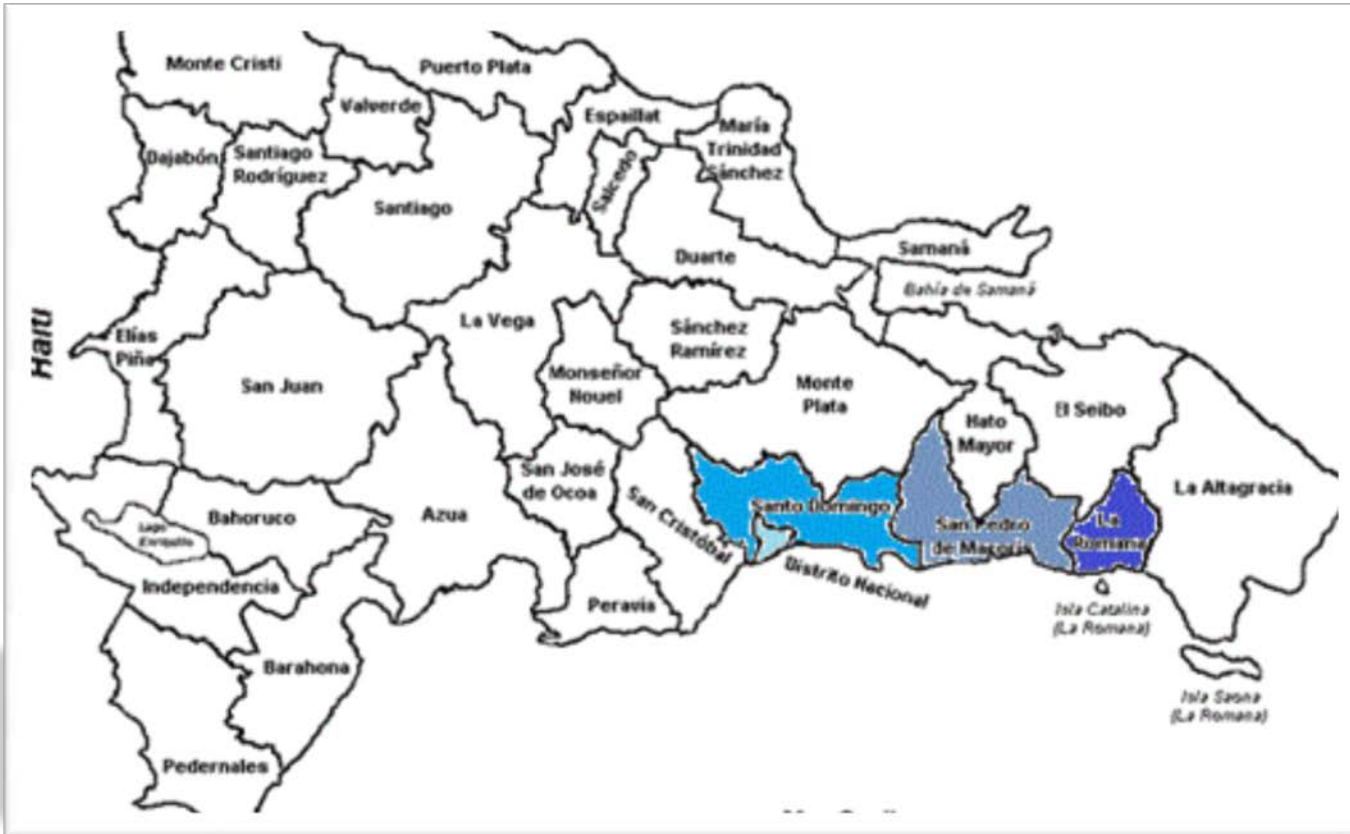 Monte Cristi
Puerto Plata
Valverde
Espaillat
María
Trinidad
Sánchez
Dajabón
Santiago
Rodríguez
Salcedo
Santiago
Duarte
Samaná
Bahía de Samaná
Haití
Elías
Piña
La Vega
Sánchez
Ramírez
San Juan
Monseñor
Nouel
Monte
Plata
Hato
Mayor
El Seibo
La Altagracia
San José
de Ocoa
San Cristóbal
Santo Domingo
San Pedro
de Macorís
La
Romana
Bahoruco
Azua
Lago
Enriquillo
Distrito Nacional
Independencia
Peravia
Isla Catalina
(La Romana)
Barahona
Isla Saona
(La Romana)
Pedernales